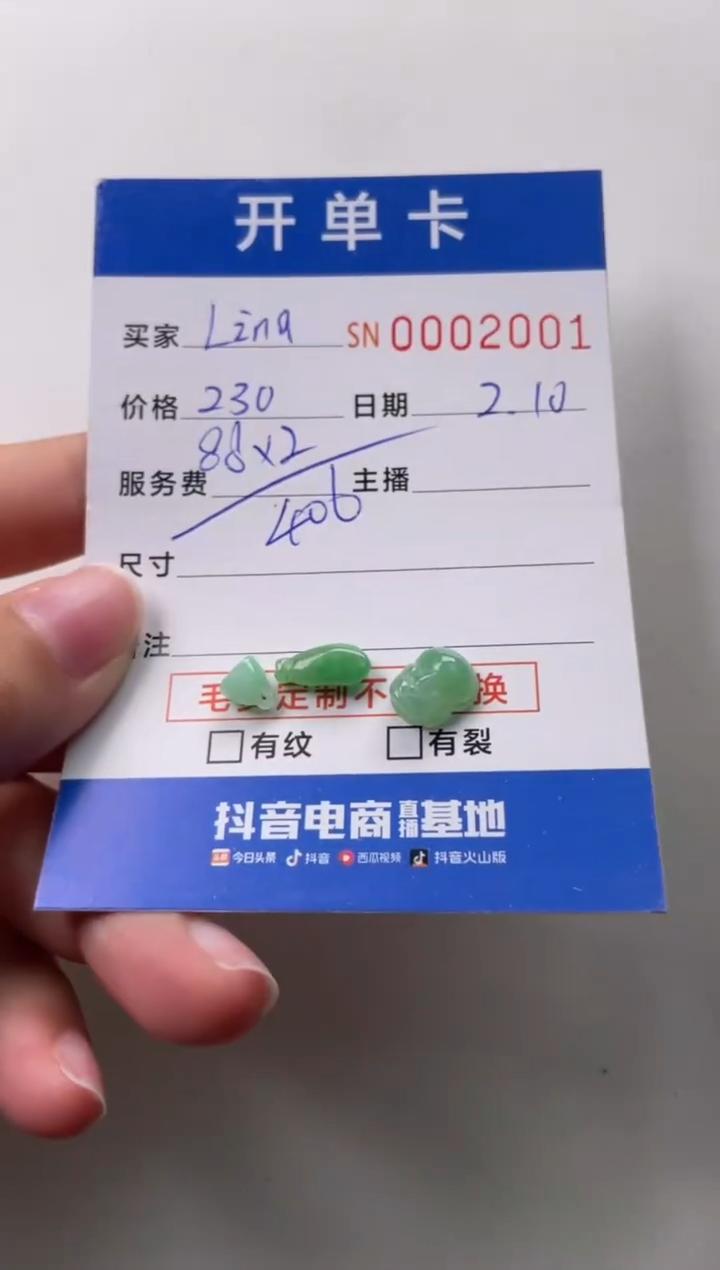 开单卡
买家 Lina SN 0002001
价格 230 日期 2.10
88x2
服务费 主播
406
尺寸
注
毛 定制不 换
有纹 有裂
抖音电商直播基地
今日头条 抖音 西瓜视频 抖音火山版